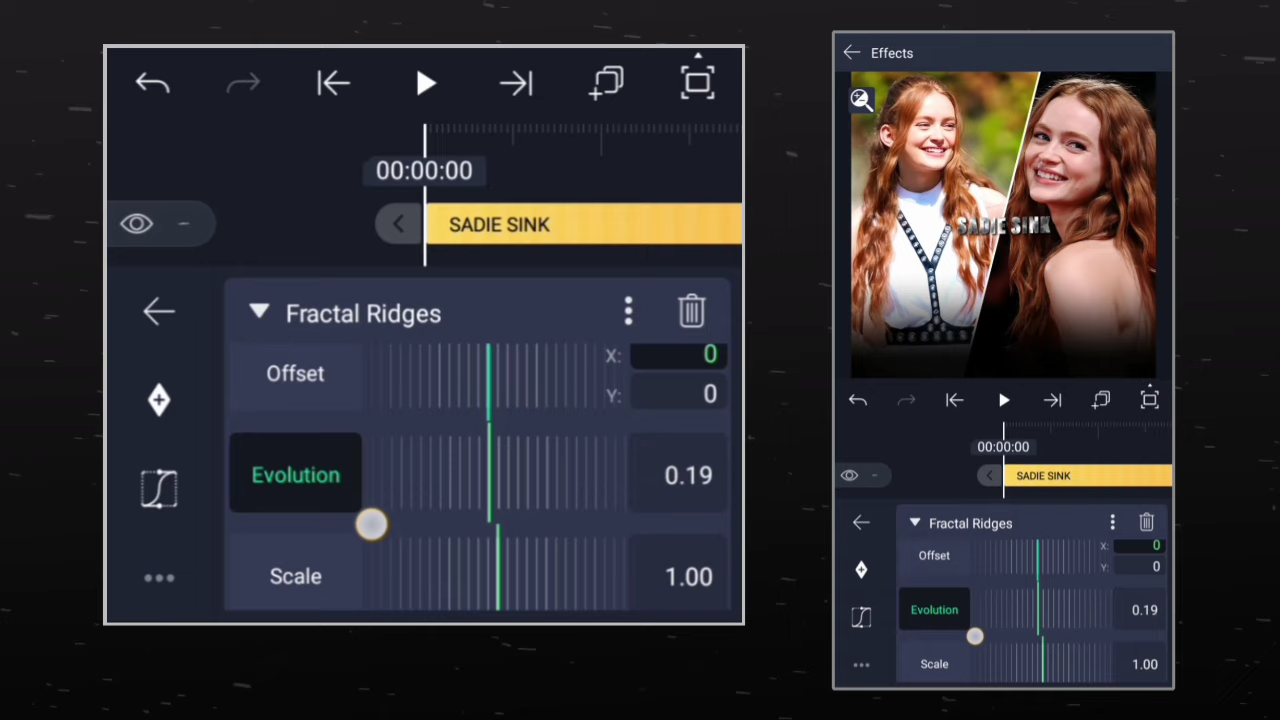 00:00:00
SADIE SINK
Fractal Ridges
Offset
X: 0
Y: 0
Evolution 0.19
Scale 1.00
Effects
SADIE SINK
00:00:00
SADIE SINK
Fractal Ridges
Offset
X: 0
Y: 0
Evolution 0.19
Scale 1.00